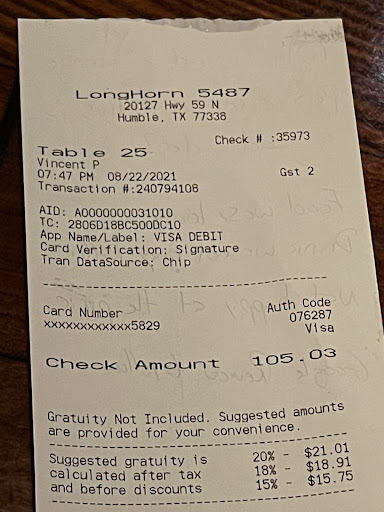 LongHorn 5487
20127 Hwy 59 N
Humble, TX 77338
Check # :35973
Table 25
Vincent P
07:47 PM 08/22/2021 Gst 2
Transaction #:240794108
AID: A0000000031010
TC: 2806D18BC500DC10
App Name/Label: VISA DEBIT
Card Verification: Signature
Tran DataSource: Chip
Card Number Auth Code
xxxxxxxxxxxx5829 076287
Visa
Check Amount 105.03
Gratuity Not Included. Suggested amounts
are provided for your convenience.
Suggested gratuity is 20% - $21.01
calculated after tax 18% - $18.91
and before discounts 15% - $15.75